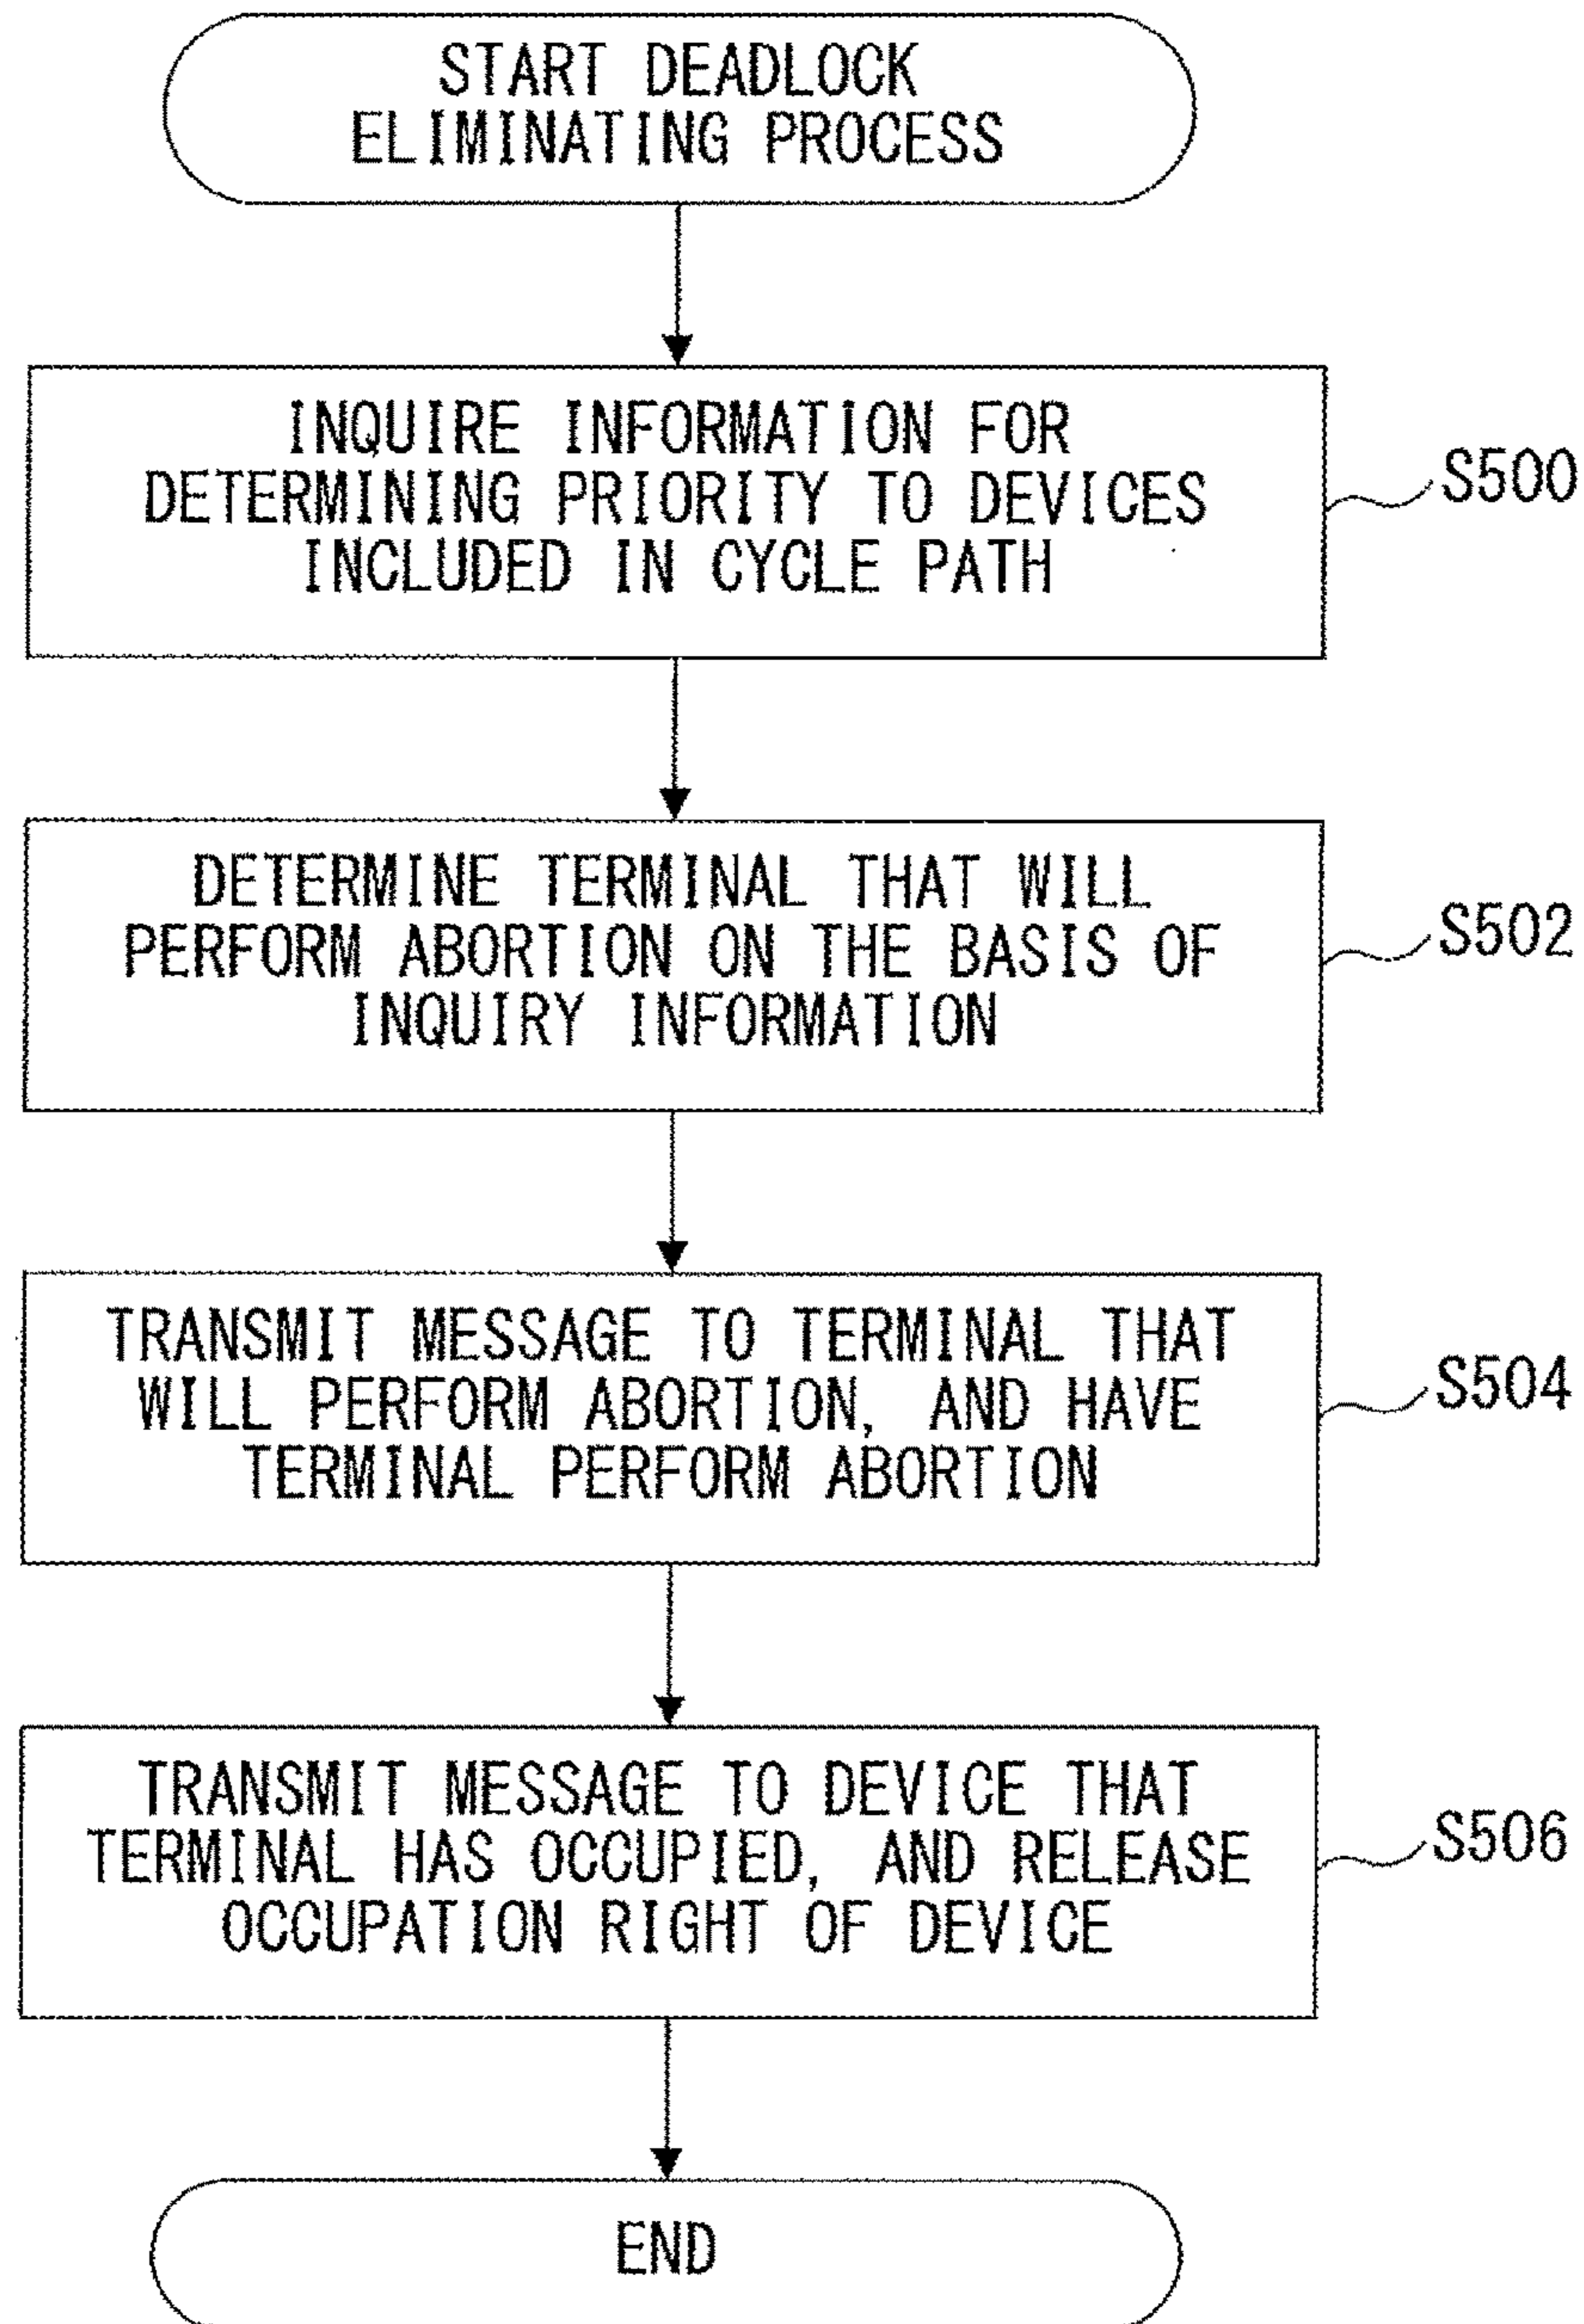 START DEADLOCK
ELIMINATING PROCESS
INQUIRE INFORMATION FOR
DETERMINING PRIORITY TO DEVICES
INCLUDED IN CYCLE PATH
S500
DETERMINE TERMINAL THAT WILL
PERFORM ABORTION ON THE BASIS OF
INQUIRY INFORMATION
S502
TRANSMIT MESSAGE TO TERMINAL THAT
WILL PERFORM ABORTION, AND HAVE
TERMINAL PERFORM ABORTION
S504
TRANSMIT MESSAGE TO DEVICE THAT
TERMINAL HAS OCCUPIED, AND RELEASE
OCCUPATION RIGHT OF DEVICE
S506
END